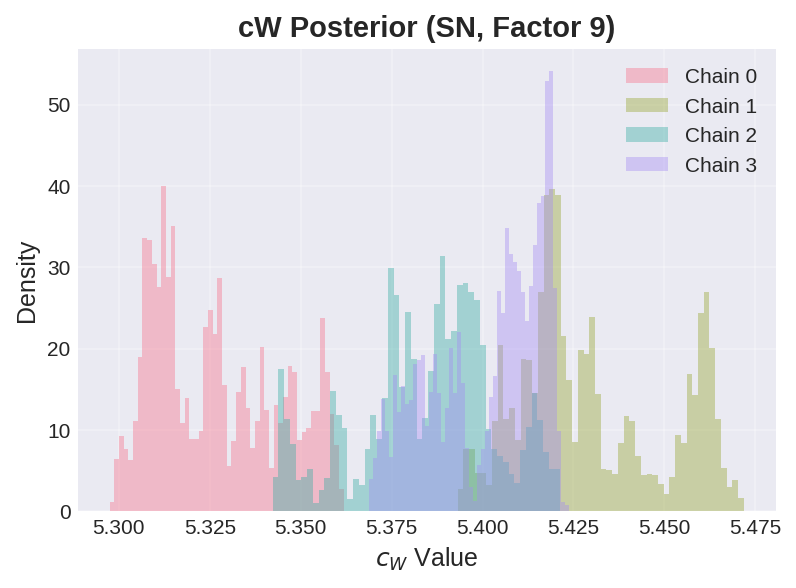 cW Posterior (SN, Factor 9)
Chain 0
Chain 1
Chain 2
Chain 3
Density
50
40
30
20
10
0
5.300 5.325 5.350 5.375 5.400 5.425 5.450 5.475
c_W Value